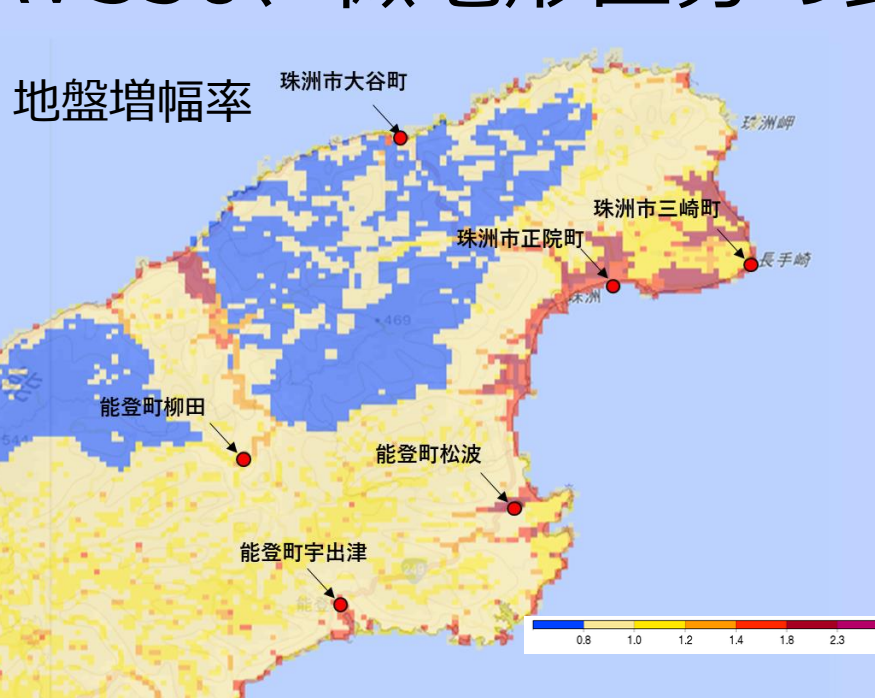 地盤増幅率
珠洲市大谷町
珠洲岬
珠洲市三崎町
珠洲市正院町
長手崎
珠洲
・469
能登町柳田
544
能登町松波
能登町宇出津
249
能登
0.8 1.0 1.2 1.4 1.8 2.3